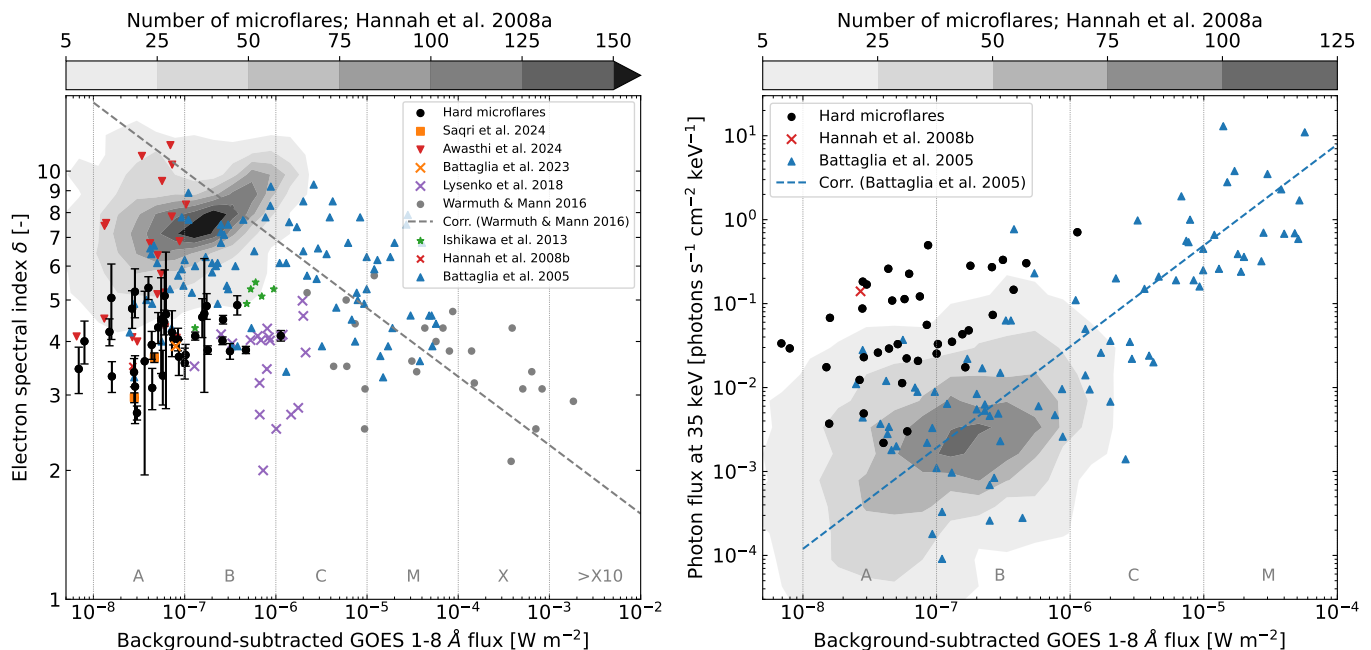 Number of microflares; Hannah et al. 2008a
5 25 50 75 100 150
Electron spectral index δ [-]
10
9
8
7
6
5
4
3
2
1
Hard microflares
Saqri et al. 2024
Awasthi et al. 2024
Battaglia et al. 2023
Lysenko et al. 2018
Warmuth & Mann 2016
Corr. (Warmuth & Mann 2016)
Ishikawa et al. 2013
Hannah et al. 2008b
Battaglia et al. 2005
A B C M X >X10
10⁻⁸ 10⁻⁷ 10⁻⁶ 10⁻⁵ 10⁻⁴ 10⁻³ 10⁻²
Background-subtracted GOES 1-8 Å flux [W m⁻²]
Number of microflares; Hannah et al. 2008a
5 25 50 75 100 125
Photon flux at 35 keV [photons s⁻¹ cm⁻² keV⁻¹]
10¹
10⁰
10⁻¹
10⁻²
10⁻³
10⁻⁴
Hard microflares
Hannah et al. 2008b
Battaglia et al. 2005
Corr. (Battaglia et al. 2005)
A B C M
10⁻⁸ 10⁻⁷ 10⁻⁶ 10⁻⁵ 10⁻⁴
Background-subtracted GOES 1-8 Å flux [W m⁻²]